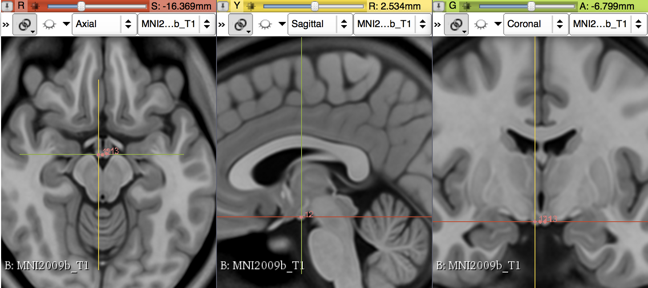 R S: -16.369mm
Y R: 2.534mm
G A: -6.799mm
» Axial MNI2...b_T1
» Sagittal MNI2...b_T1
» Coronal MNI2...b_T1
B: MNI2009b_T1
B: MNI2009b_T1
B: MNI2009b_T1